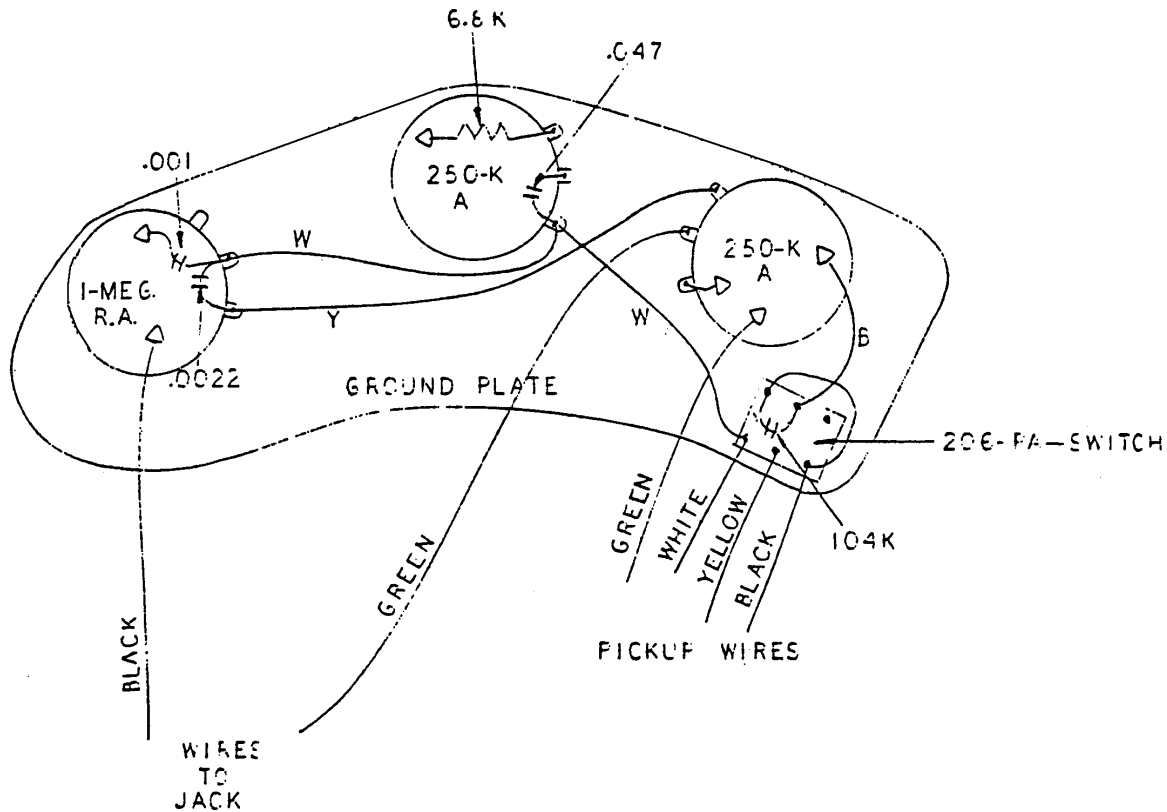 6.8 K
.047
.001
250-K
A
W
250-K
A
1-MEG.
R.A.
Y
W
B
.0022
GROUND PLATE
206-PA-SWITCH
GREEN
WHITE
YELLOW
BLACK
104K
GREEN
BLACK
PICKUP WIRES
WIRES
TO
JACK